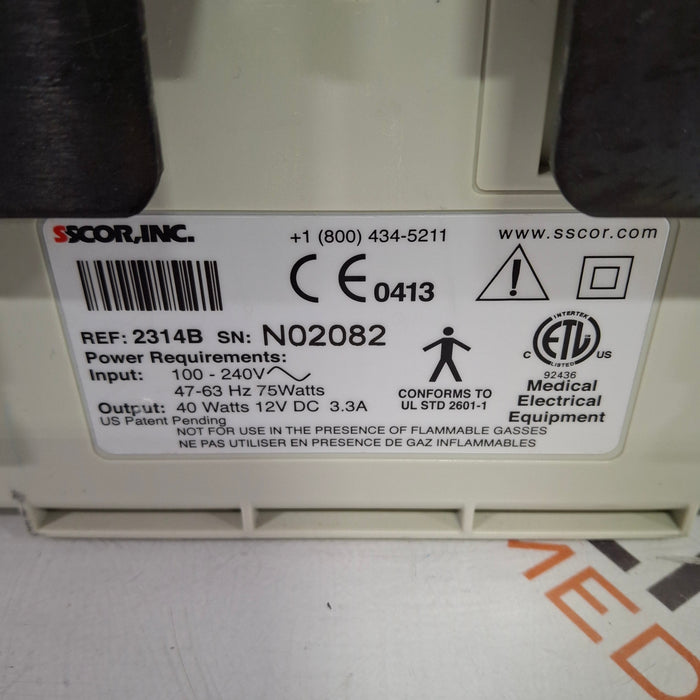 SSCOR, INC.
+1 (800) 434-5211
www.sscor.com
CE 0413
REF: 2314B SN: N02082
Power Requirements:
Input: 100 - 240V
47-63 Hz 75Watts
Output: 40 Watts 12V DC 3.3A
US Patent Pending
CONFORMS TO
UL STD 2601-1
INTERTEK
C ETL US
LISTED
92436
Medical
Electrical
Equipment
NOT FOR USE IN THE PRESENCE OF FLAMMABLE GASSES
NE PAS UTILISER EN PRESENCE DE GAZ INFLAMMABLES
MED